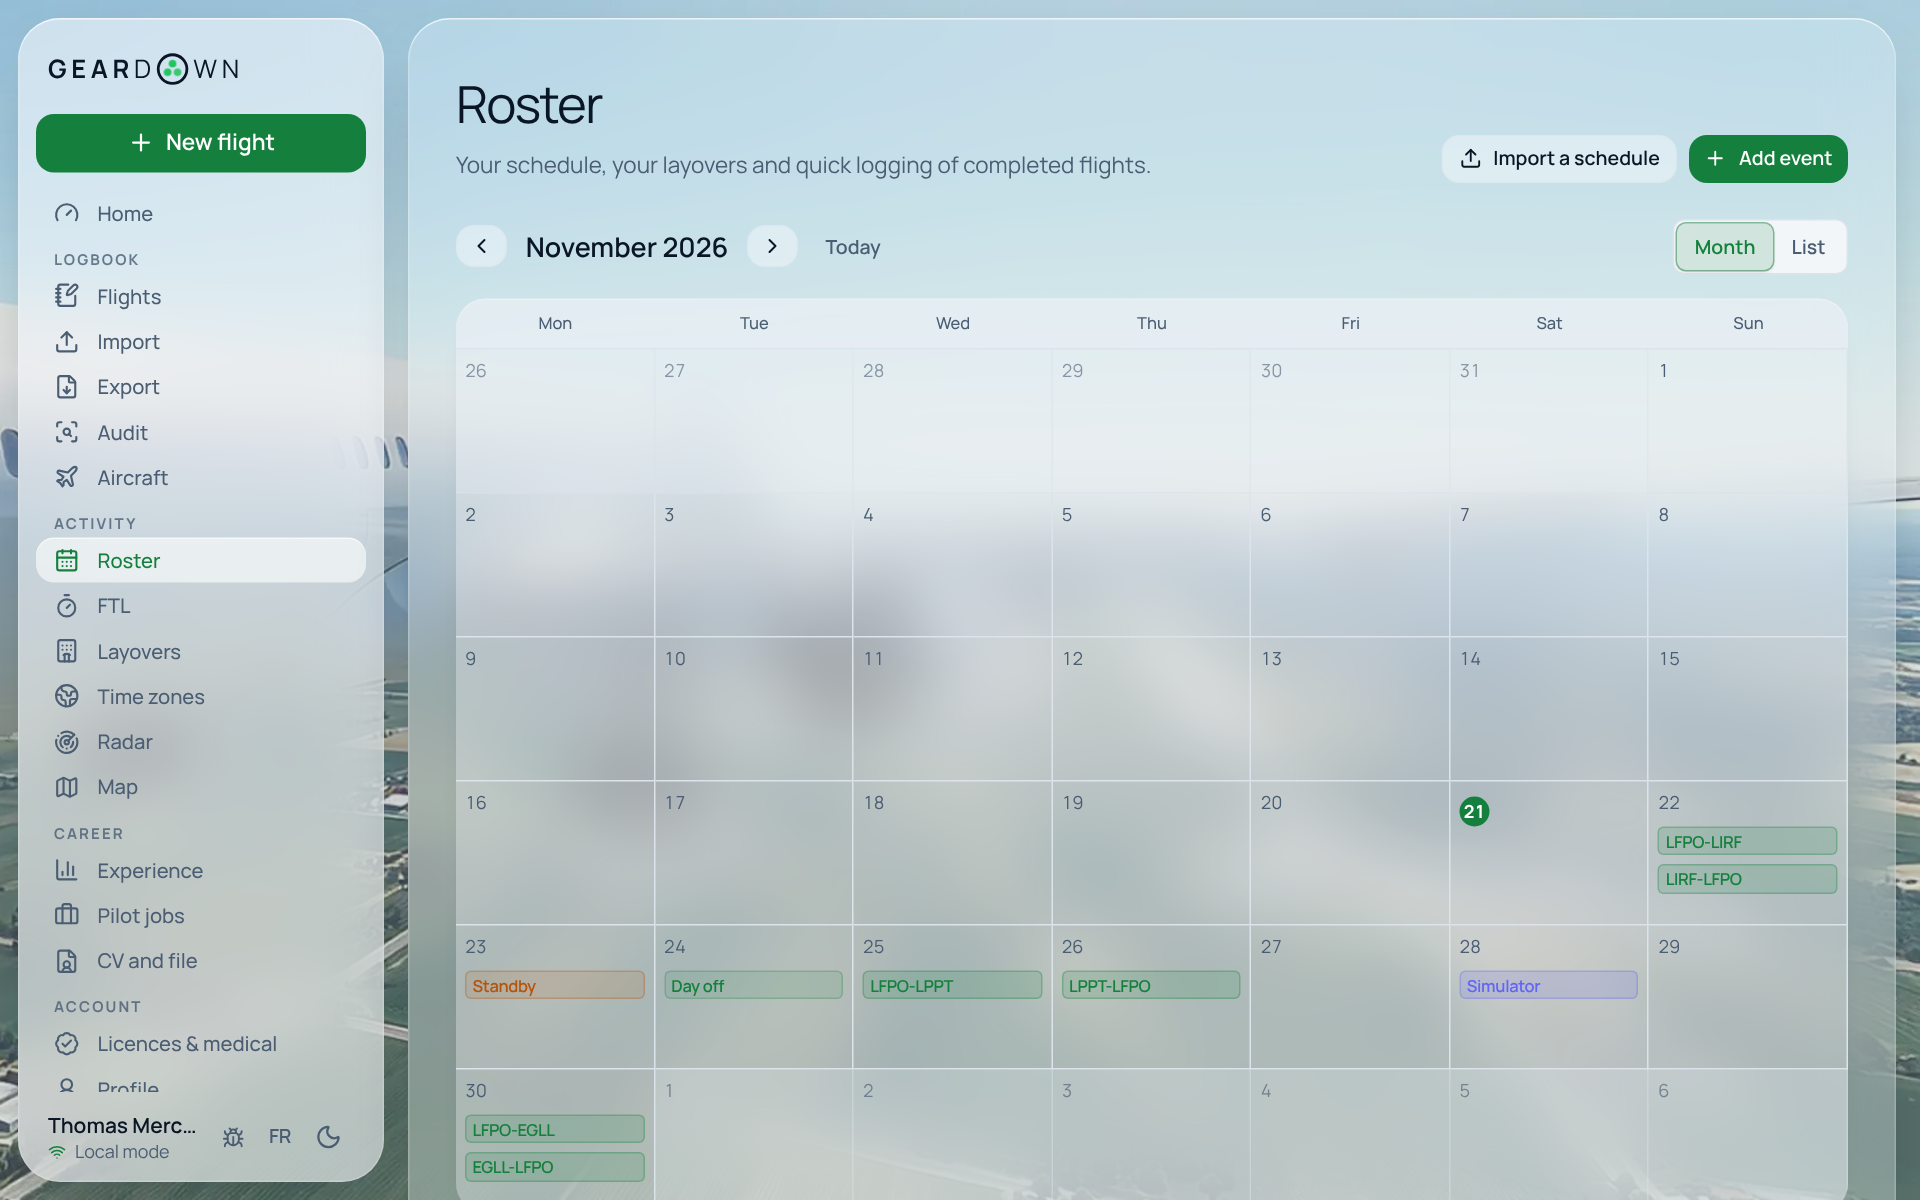 GEARDOWN
New flight
Home
LOGBOOK
Flights
Import
Export
Audit
Aircraft
ACTIVITY
Roster
FTL
Layovers
Time zones
Radar
Map
CAREER
Experience
Pilot jobs
CV and file
ACCOUNT
Licences & medical
Profile
Thomas Merc...
Local mode
FR
Roster
Your schedule, your layovers and quick logging of completed flights.
Import a schedule
Add event
November 2026
Today
Month
List
Mon Tue Wed Thu Fri Sat Sun
26 27 28 29 30 31 1
2 3 4 5 6 7 8
9 10 11 12 13 14 15
16 17 18 19 20 21 22
LFPO-LIRF
LIRF-LFPO
23 24 25 26 27 28 29
Standby Day off LFPO-LPPT LPPT-LFPO Simulator
30 1 2 3 4 5 6
LFPO-EGLL
EGLL-LFPO